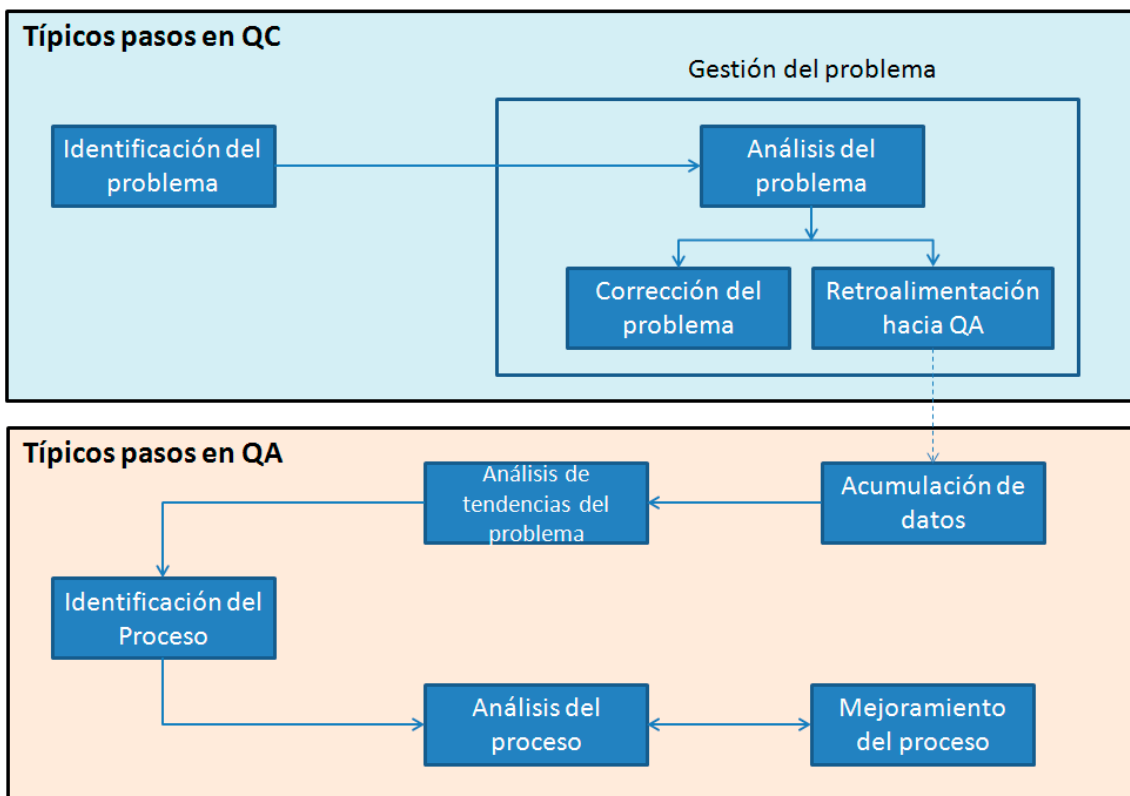 Típicos pasos en QC
Gestión del problema
Identificación del
problema
Análisis del
problema
Corrección del
problema
Retroalimentación
hacia QA
Típicos pasos en QA
Análisis de
tendencias del
problema
Acumulación de
datos
Identificación del
Proceso
Análisis del
proceso
Mejoramiento
del proceso